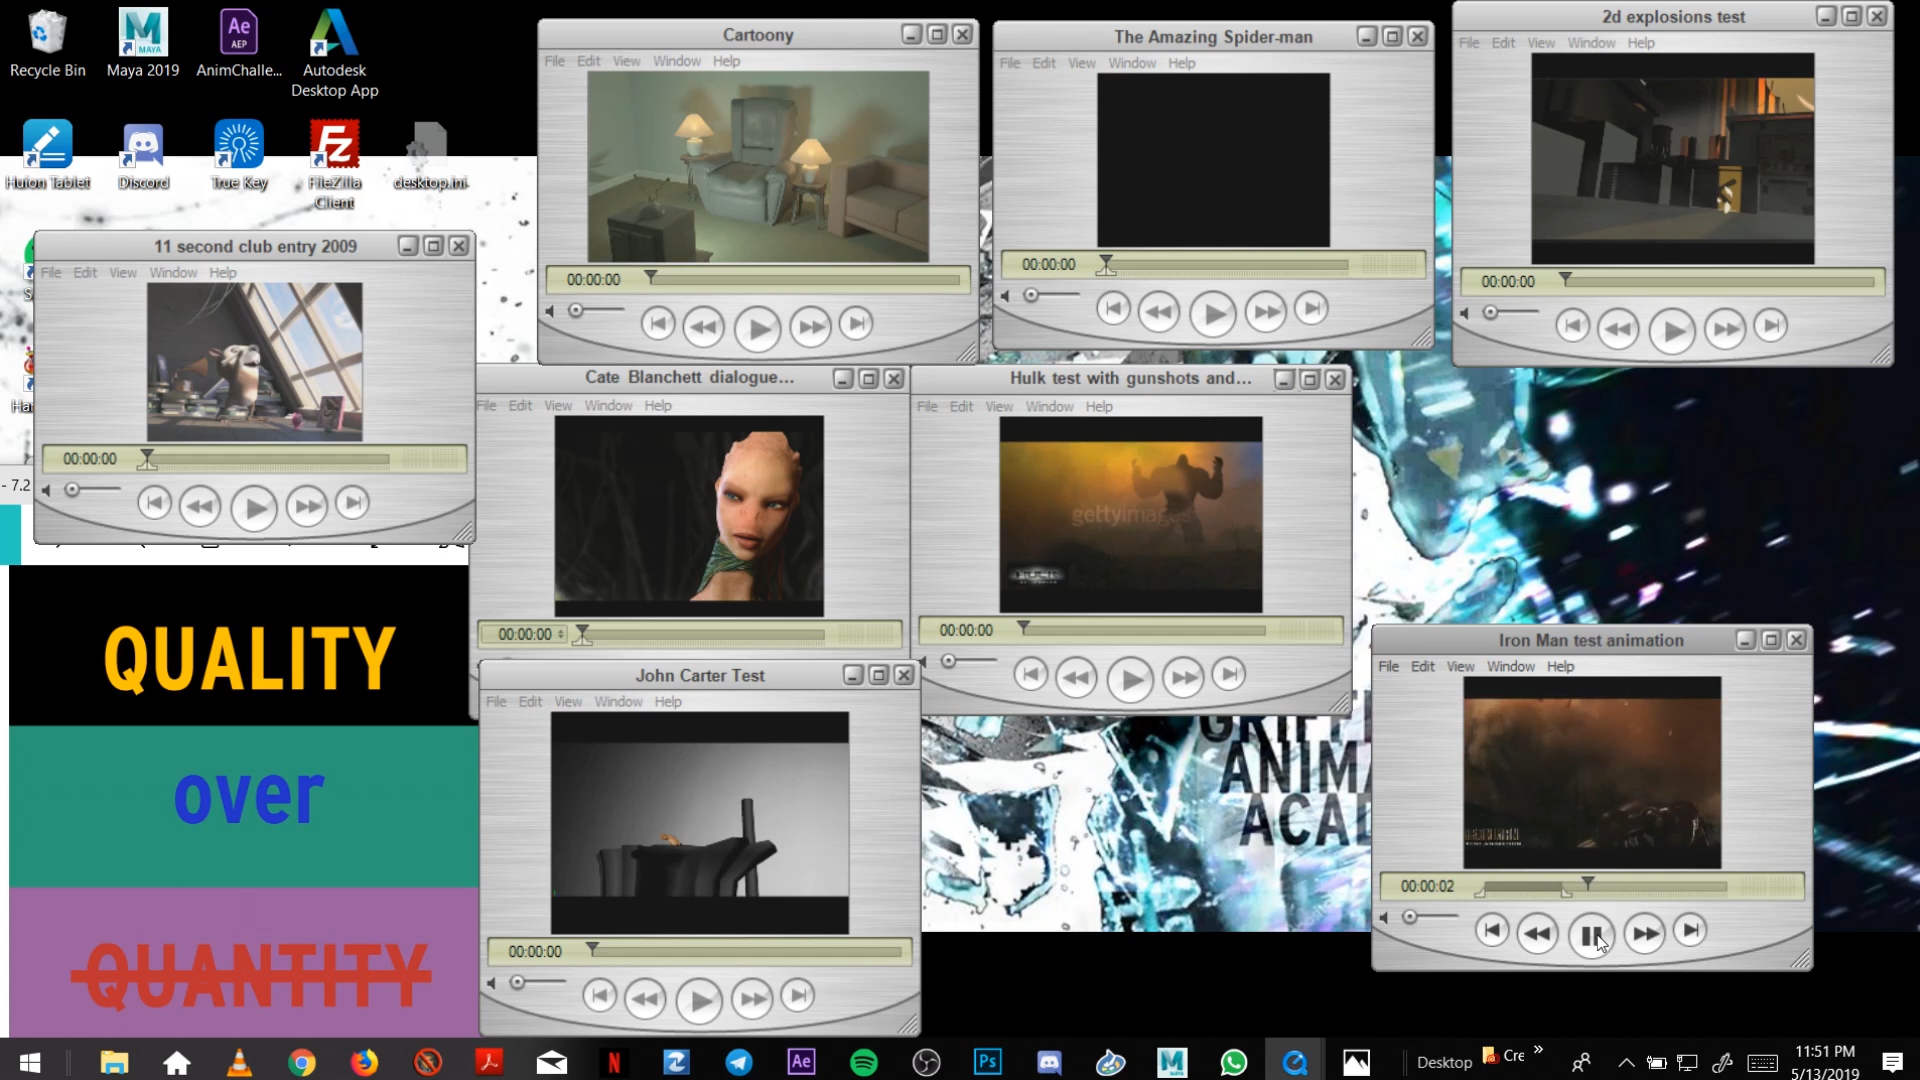 Recycle Bin
Maya 2019
AnimChalle...
Autodesk
Desktop App
Huion Tablet
Discord
True Key
FileZilla
Client
desktop.ini
Cartoony
File Edit View Window Help
00:00:00
The Amazing Spider-man
File Edit View Window Help
00:00:00
2d explosions test
File Edit View Window Help
00:00:00
11 second club entry 2009
File Edit View Window Help
00:00:00
Cate Blanchett dialogue...
File Edit View Window Help
00:00:00
Hulk test with gunshots and...
File Edit View Window Help
gettyimages
00:00:00
- 7.2
QUALITY
over
QUANTITY
John Carter Test
File Edit View Window Help
00:00:00
ANIMA
ACAD
Iron Man test animation
File Edit View Window Help
00:00:02
Desktop
Cre
11:51 PM
5/13/2019